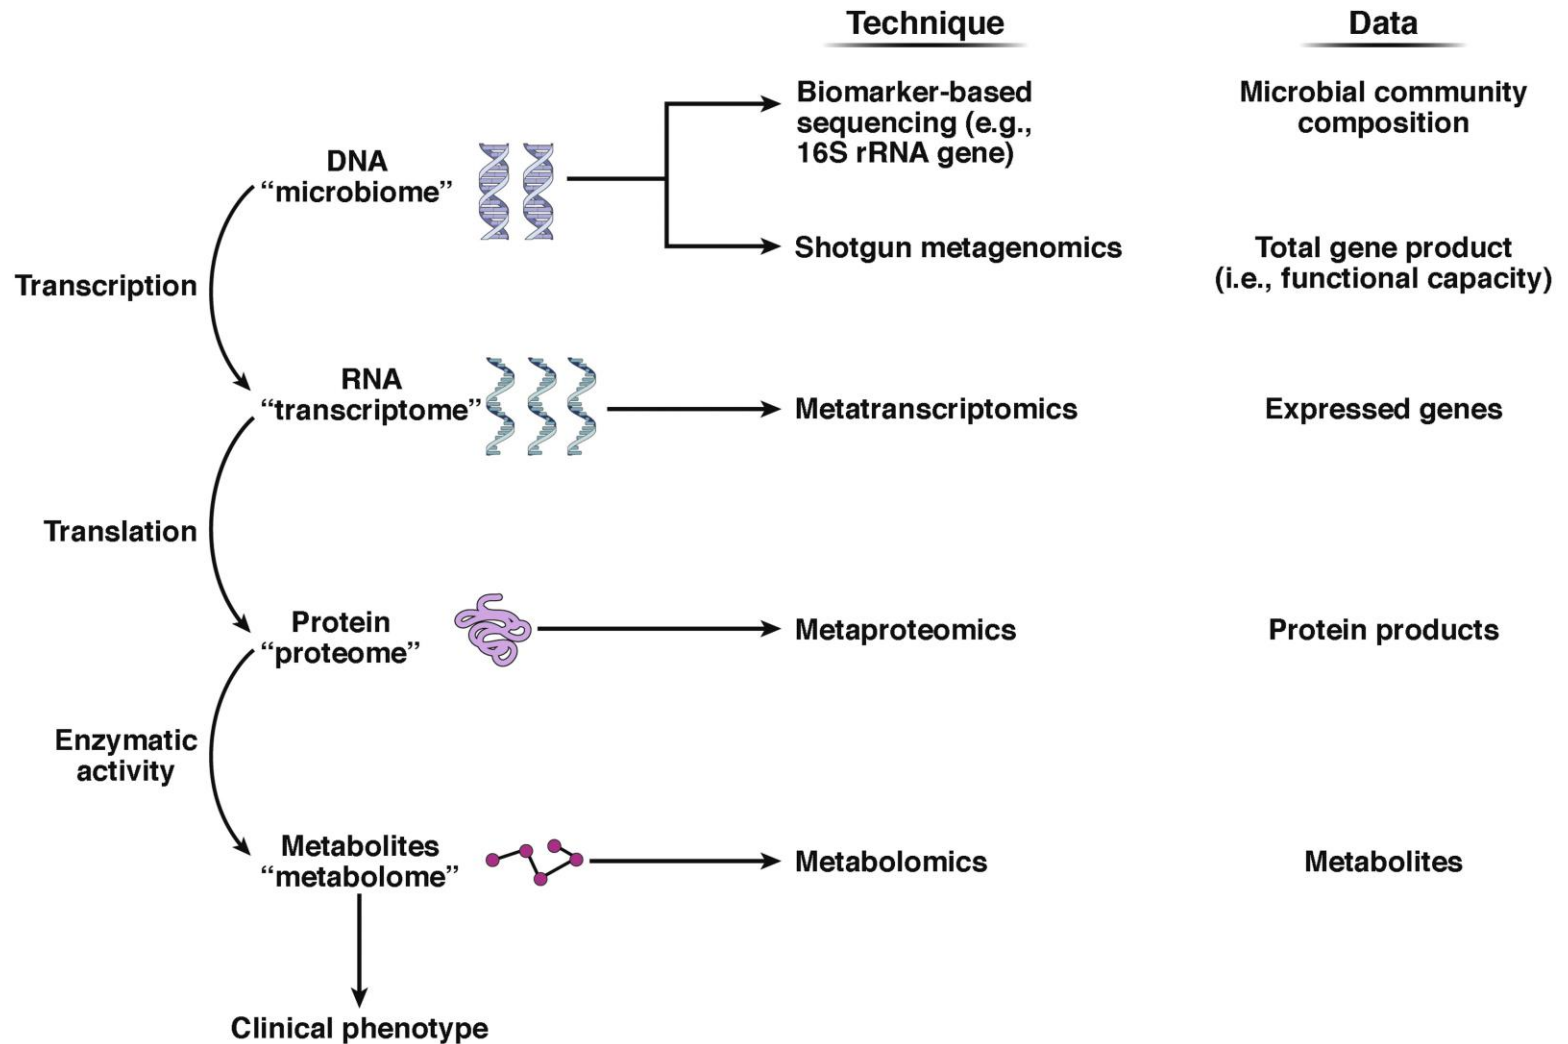 Technique
Data
Biomarker-based
sequencing (e.g.,
16S rRNA gene)
Microbial community
composition
DNA
“microbiome”
Shotgun metagenomics
Total gene product
(i.e., functional capacity)
Transcription
RNA
“transcriptome”
Metatranscriptomics
Expressed genes
Translation
Protein
“proteome”
Metaproteomics
Protein products
Enzymatic
activity
Metabolites
“metabolome”
Metabolomics
Metabolites
Clinical phenotype